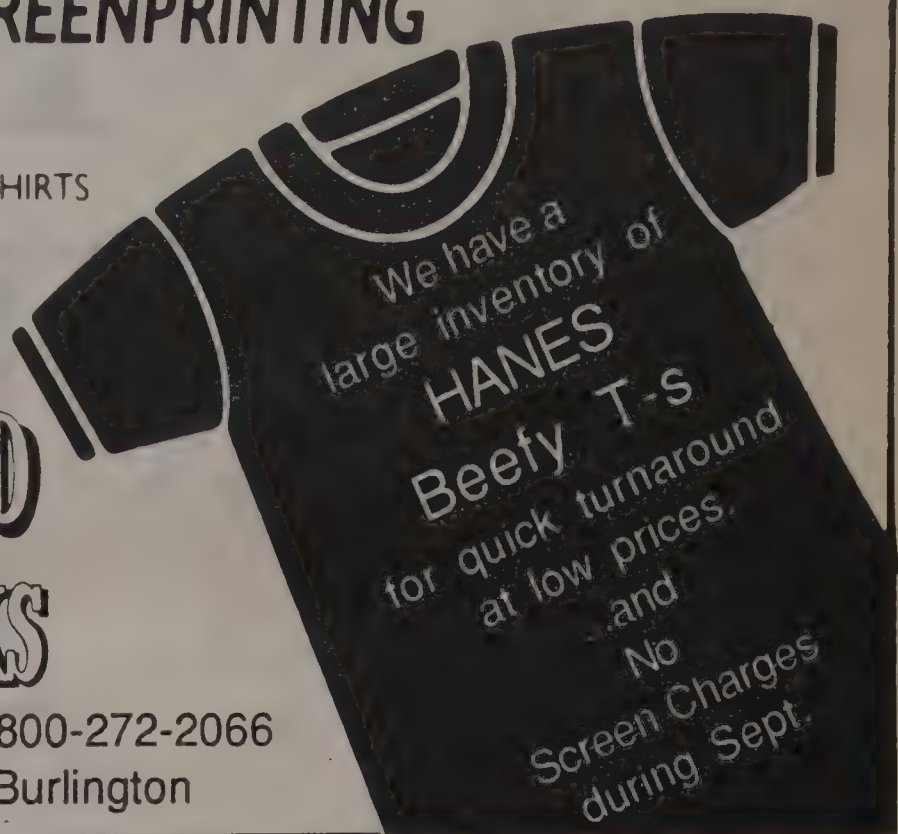 REENPRINTING
HIRTS
We have a
large inventory of
HANES
Beefy T-s
for quick turnaround
at low prices.
...and
No
Screen Charges
during Sept.
D
KS
800-272-2066
Burlington